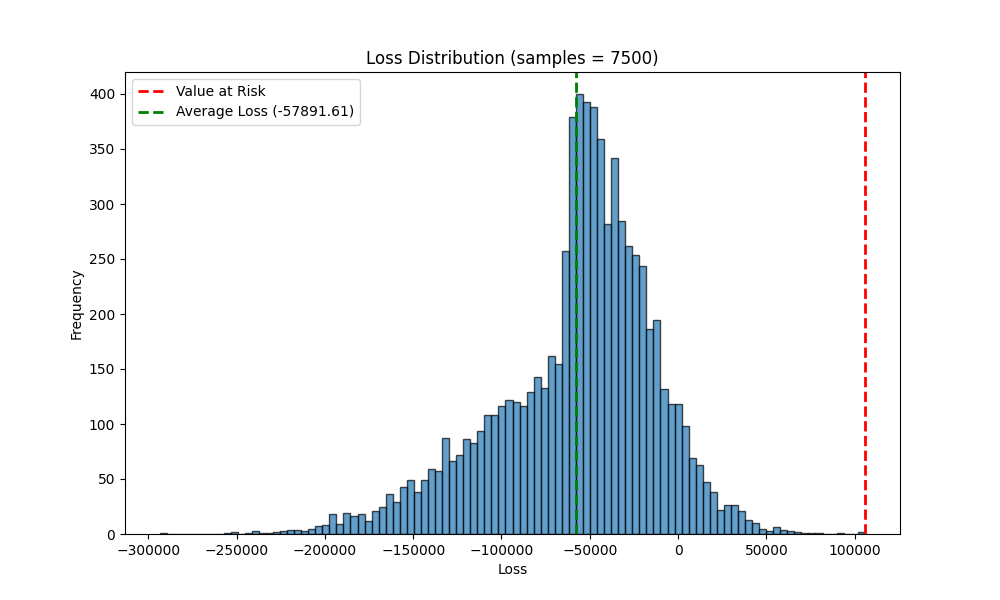 Loss Distribution (samples = 7500)
Value at Risk
Average Loss (-57891.61)
400
350
300
250
200
150
100
50
0
Frequency
−300000 −250000 −200000 −150000 −100000 −50000 0 50000 100000
Loss